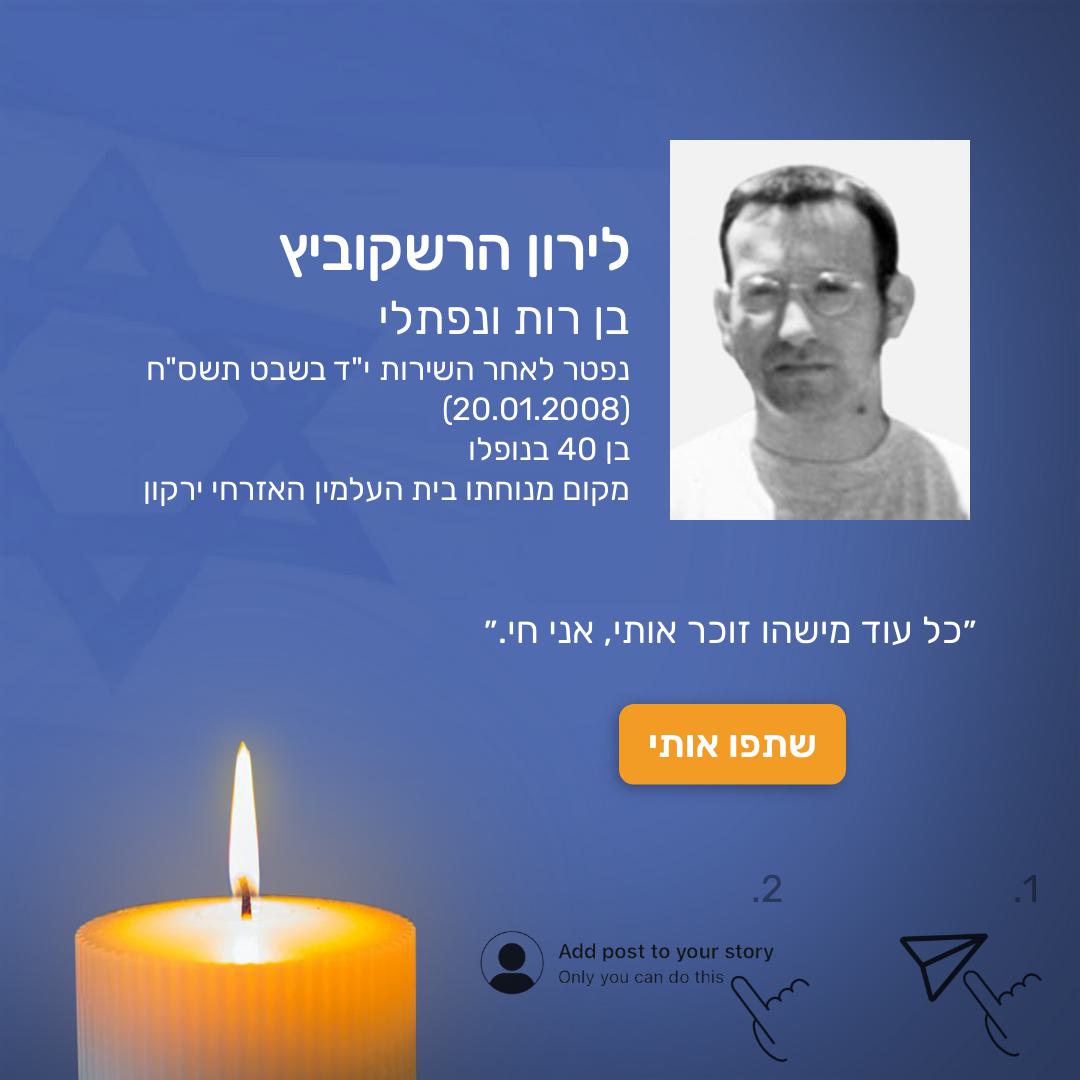 לירון הרשקוביץ
בן רות ונפתלי
נפטר לאחר השירות י"ד בשבט תשס"ח
(20.01.2008)
בן 40 בנופלו
מקום מנוחתו בית העלמין האזרחי ירקון
״כל עוד מישהו זוכר אותי, אני חי.״
שתפו אותי
.1
.2
Add post to your story
Only you can do this